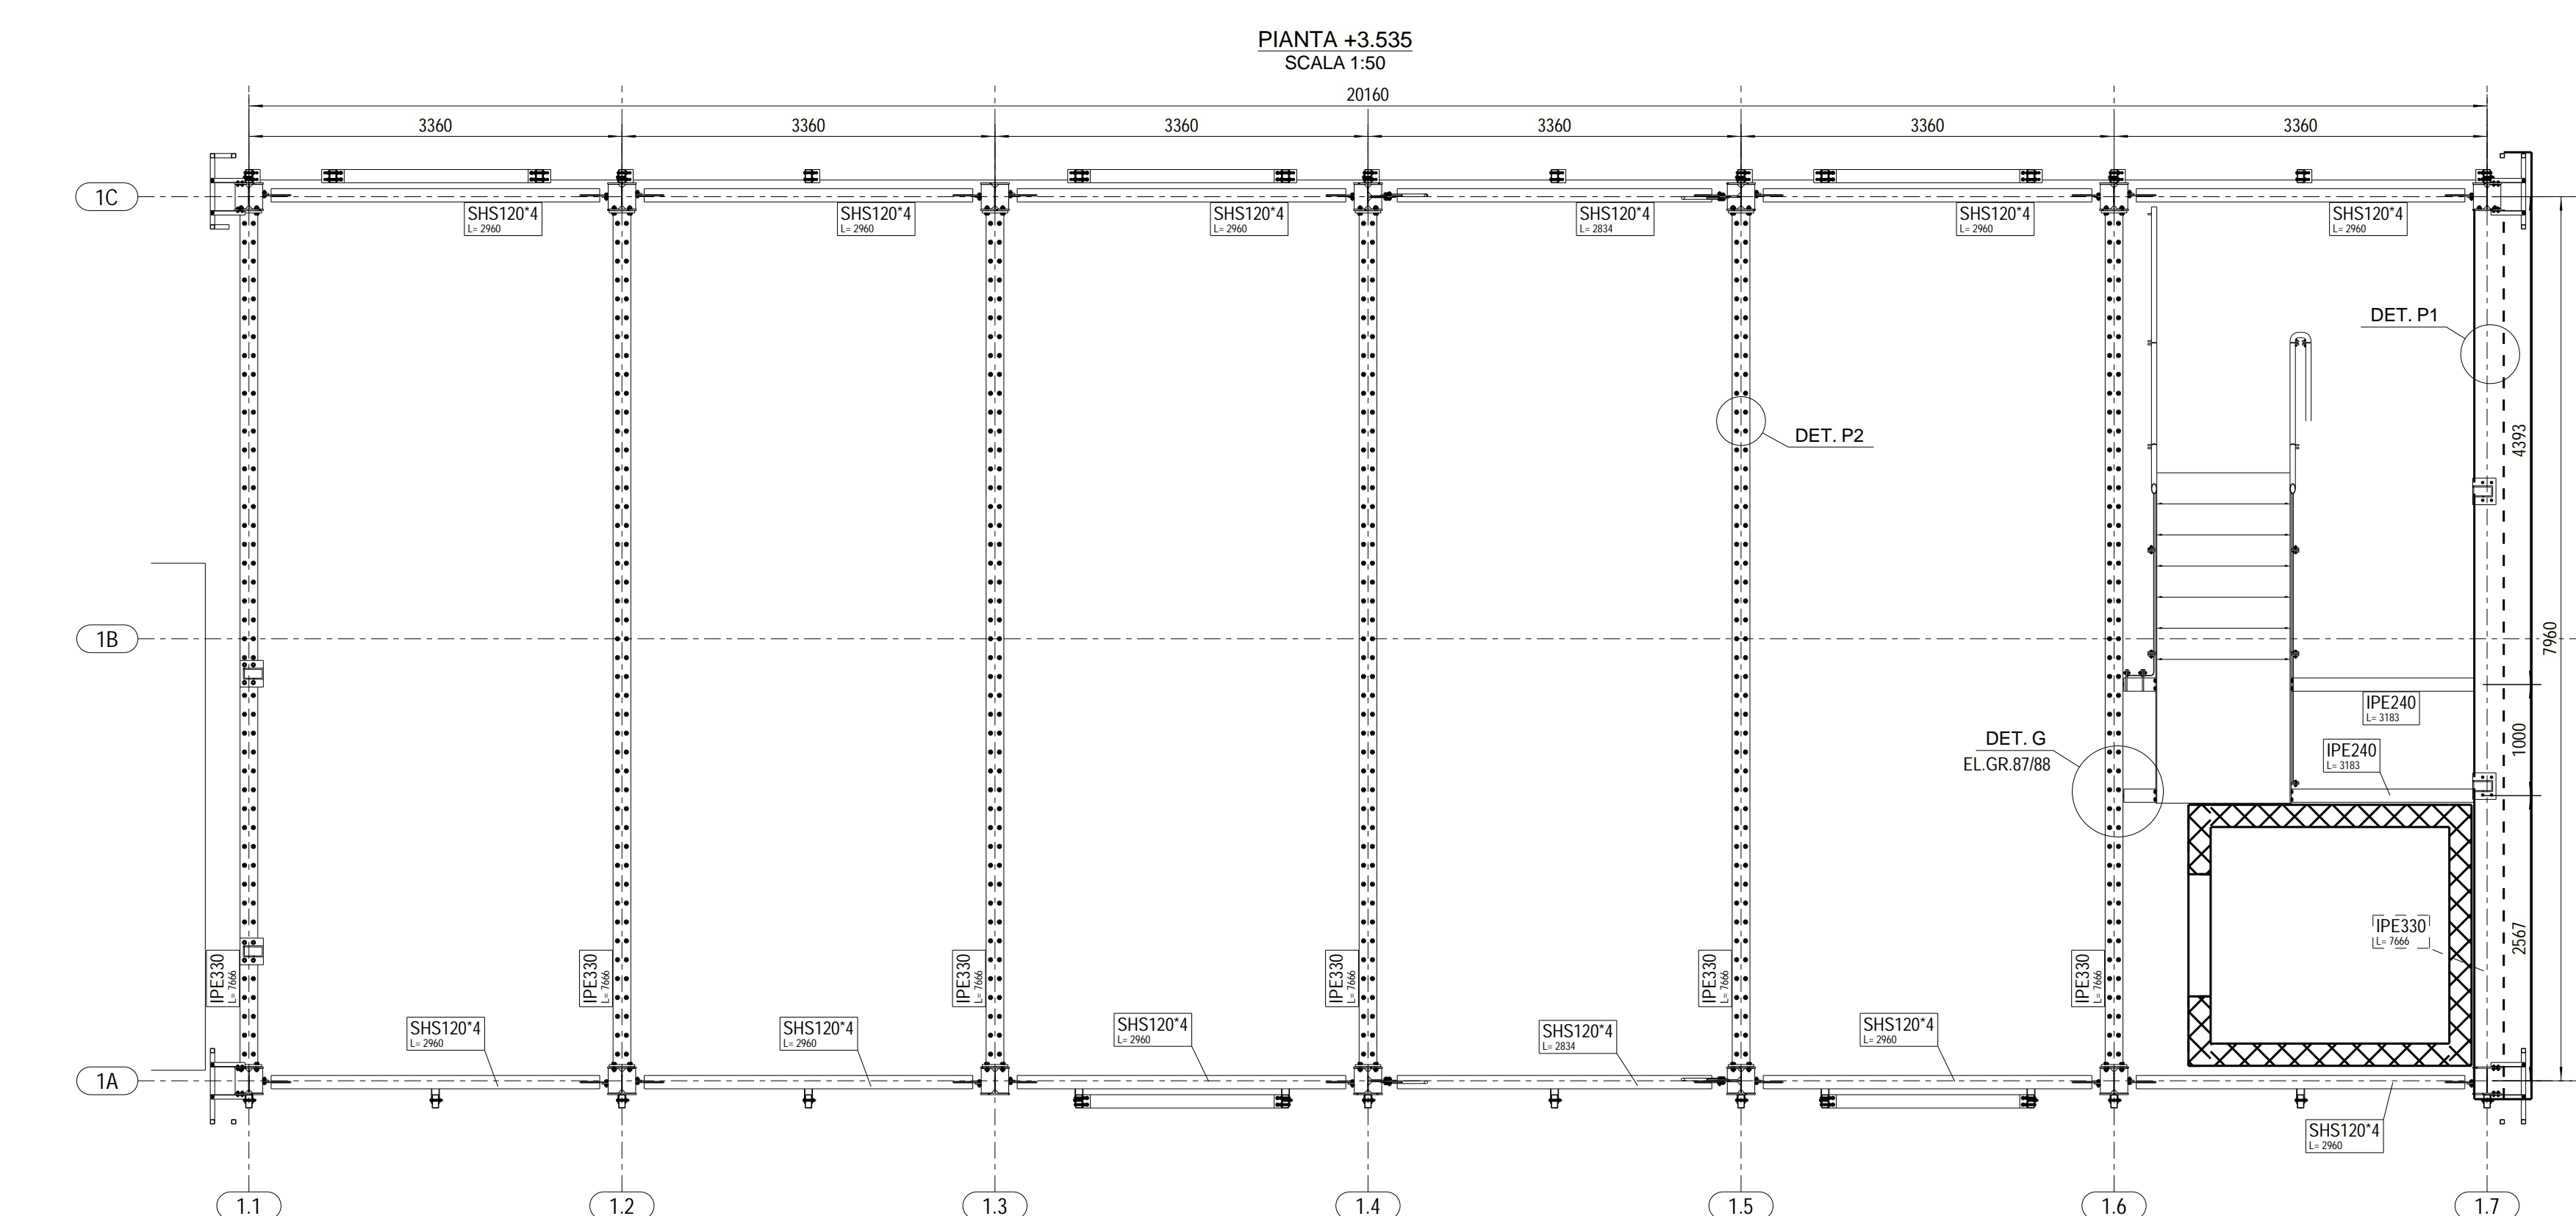 PIANTA +3.535
SCALA 1:50
20160
3360
3360
3360
3360
3360
3360
1C
SHS120*4
L= 2960
SHS120*4
L= 2960
SHS120*4
L= 2960
SHS120*4
L= 2834
SHS120*4
L= 2960
SHS120*4
L= 2960
DET. P1
DET. P2
4393
1B
7960
IPE240
L= 3183
1000
DET. G
EL.GR.87/88
IPE240
L= 3183
IPE330
L= 7666
2567
IPE330
L= 7666
IPE330
L= 7666
IPE330
L= 7666
IPE330
L= 7666
IPE330
L= 7666
IPE330
L= 7666
SHS120*4
L= 2960
SHS120*4
L= 2960
SHS120*4
L= 2960
SHS120*4
L= 2834
SHS120*4
L= 2960
1A
SHS120*4
L= 2960
1.1
1.2
1.3
1.4
1.5
1.6
1.7